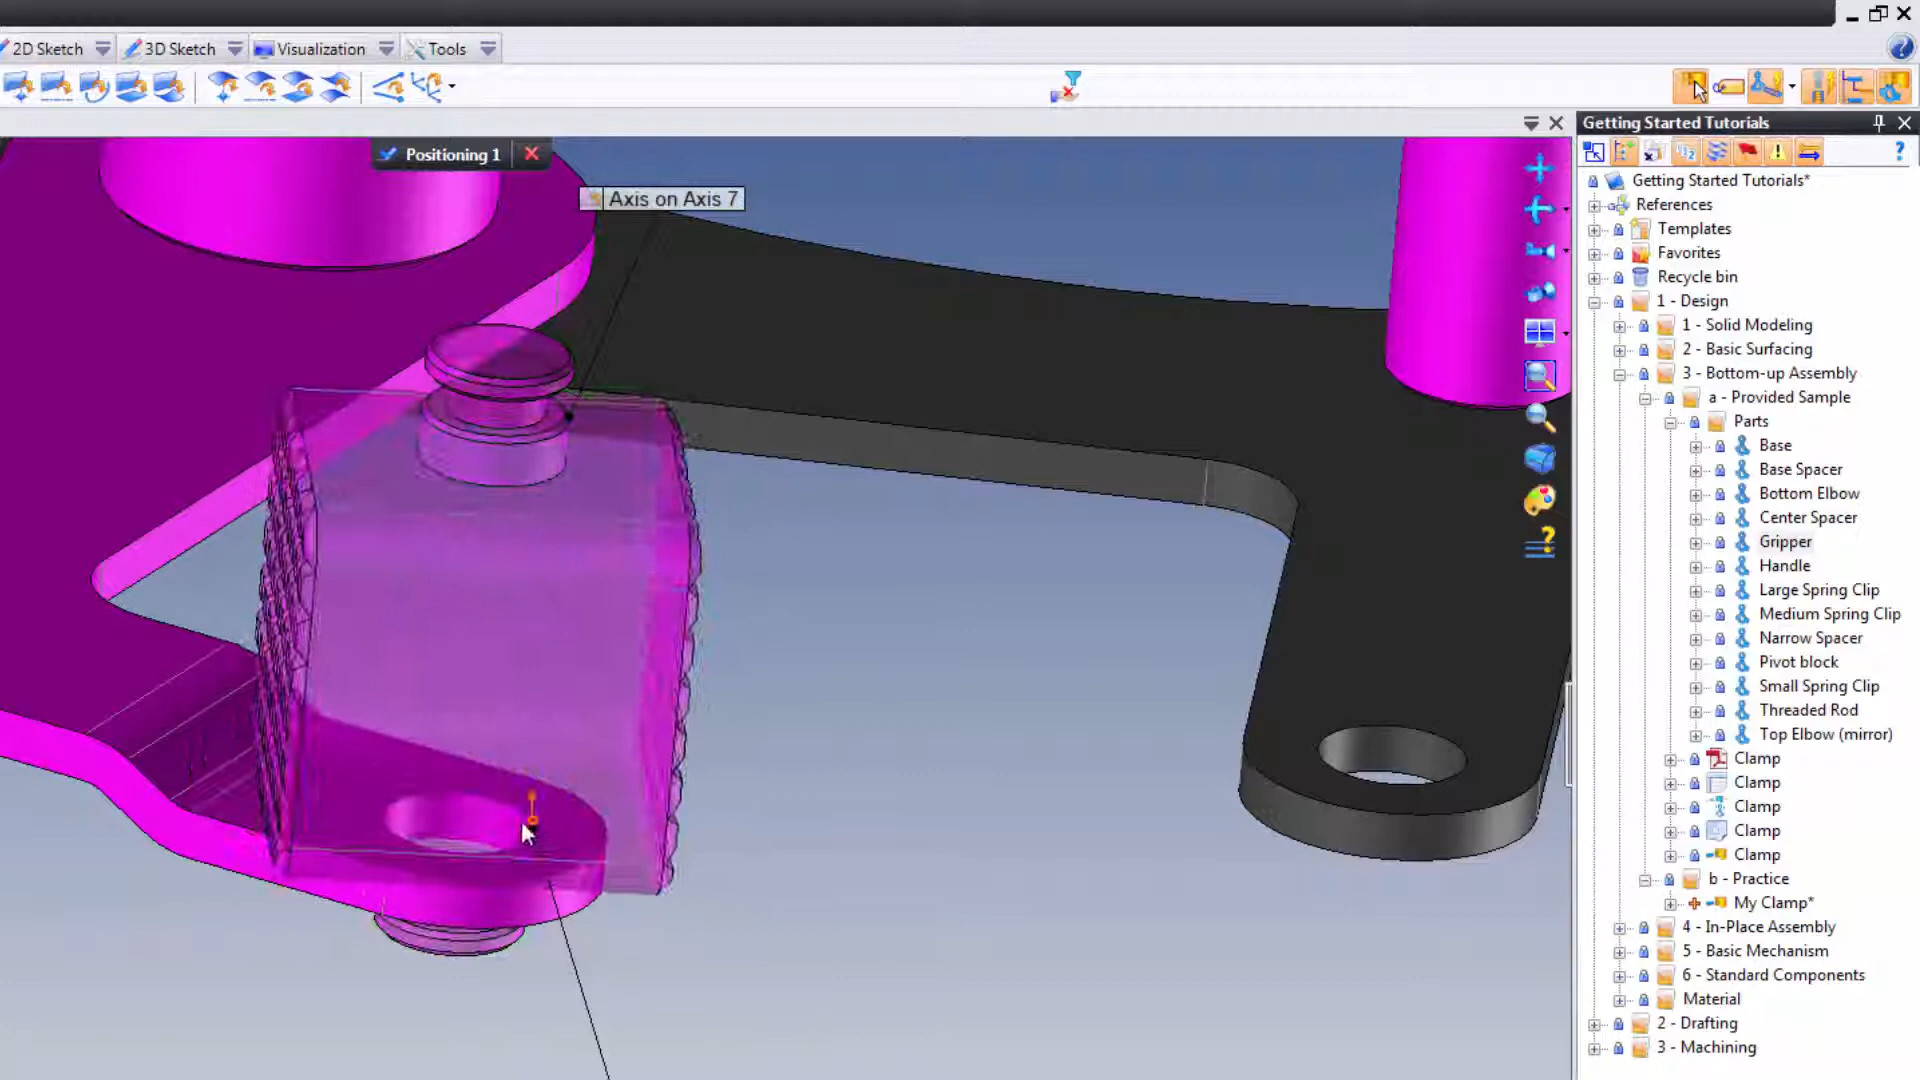 2D Sketch
3D Sketch
Visualization
Tools
Positioning 1
Axis on Axis 7
Getting Started Tutorials
Getting Started Tutorials*
References
Templates
Favorites
Recycle bin
1 - Design
1 - Solid Modeling
2 - Basic Surfacing
3 - Bottom-up Assembly
a - Provided Sample
Parts
Base
Base Spacer
Bottom Elbow
Center Spacer
Gripper
Handle
Large Spring Clip
Medium Spring Clip
Narrow Spacer
Pivot block
Small Spring Clip
Threaded Rod
Top Elbow (mirror)
Clamp
Clamp
Clamp
Clamp
Clamp
b - Practice
My Clamp*
4 - In-Place Assembly
5 - Basic Mechanism
6 - Standard Components
Material
2 - Drafting
3 - Machining